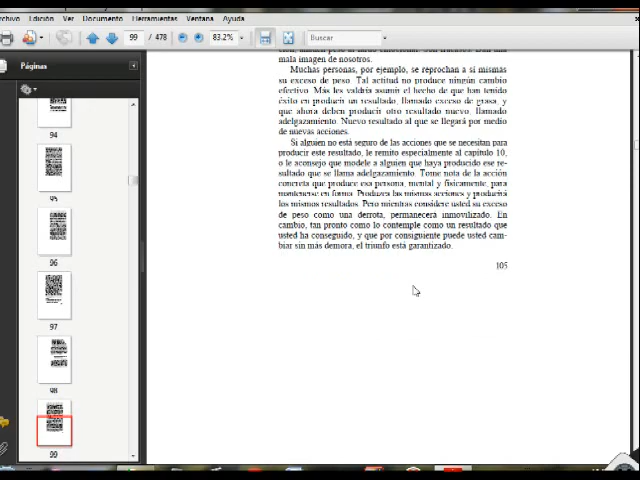 Archivo Edición Ver Documento Herramientas Ventana Ayuda
99 / 478 83.2% Buscar
Páginas
94
95
96
97
98
99
mala imagen de nosotros.
Muchas personas, por ejemplo, se reprochan a sí mismas
su exceso de peso. Tal actitud no produce ningún cambio
efectivo. Más les valdría asumir el hecho de que han tenido
éxito en producir un resultado, llamado exceso de grasa, y
que ahora deben producir otro resultado nuevo, llamado
adelgazamiento. Nuevo resultado al que se llegará por medio
de nuevas acciones.
Si alguien no está seguro de las acciones que se necesitan para
producir este resultado, le remito especialmente al capítulo 10,
o le aconsejo que modele a alguien que haya producido ese re-
sultado que se llama adelgazamiento. Tome nota de la acción
concreta que produce esa persona, mental y físicamente, para
mantenerse en forma. Produzca las mismas acciones y producirá
los mismos resultados. Pero mientras considere usted su exceso
de peso como una derrota, permanecerá inmovilizado. En
cambio, tan pronto como lo contemple como un resultado que
usted ha conseguido, y que por consiguiente puede usted cam-
biar sin más demora, el triunfo está garantizado.
105